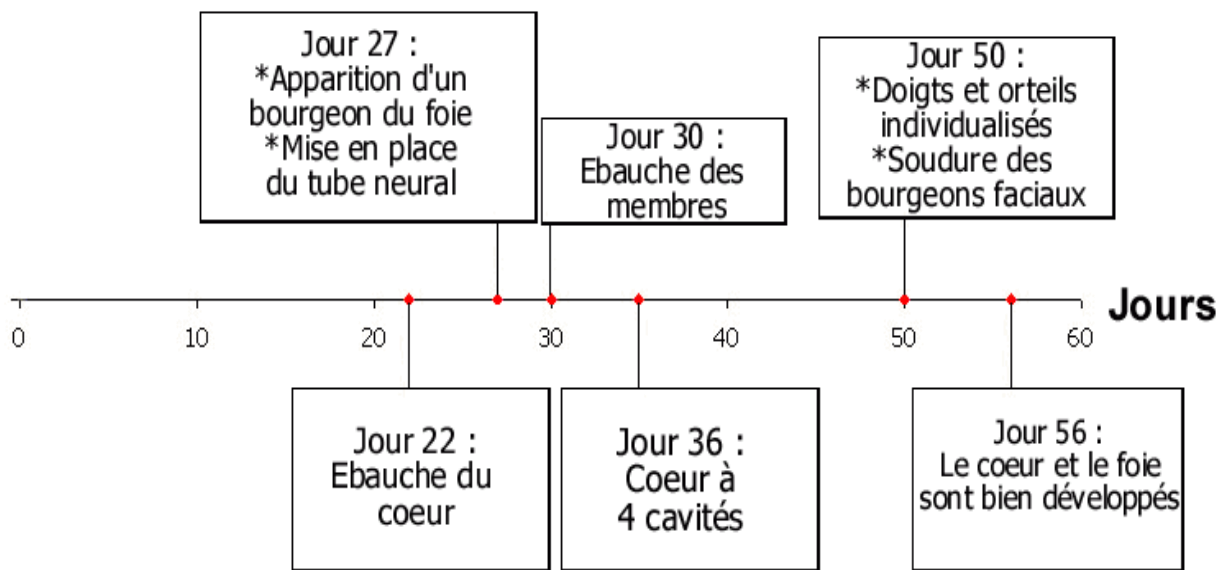 Jour 27 :
*Apparition d'un
bourgeon du foie
*Mise en place
du tube neural
Jour 30 :
Ebauche des
membres
Jour 50 :
*Doigts et orteils
individualisés
*Soudure des
bourgeons faciaux
0 10 20 30 40 50 60 Jours
Jour 22 :
Ebauche du
coeur
Jour 36 :
Coeur à
4 cavités
Jour 56 :
Le coeur et le foie
sont bien développés